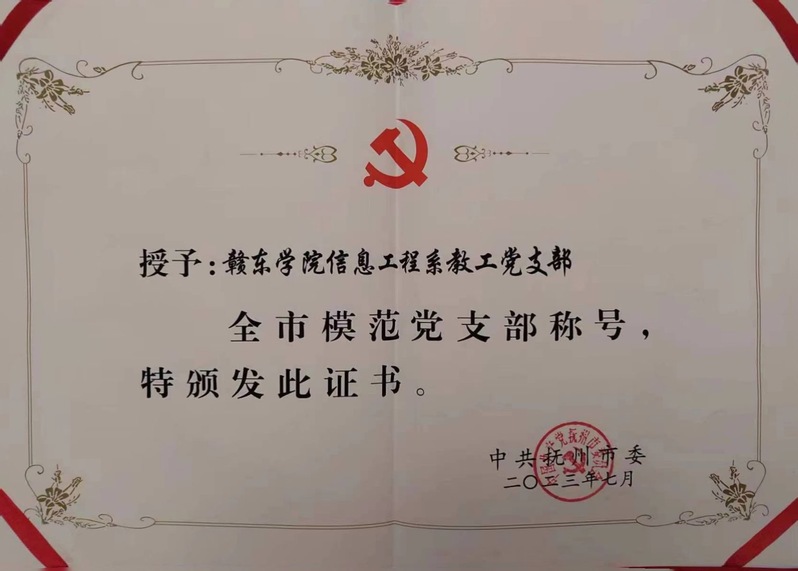 授予：赣东学院信息工程系教工党支部
全市模范党支部称号，
特颁发此证书。
中共抚州市委
二〇二三年七月